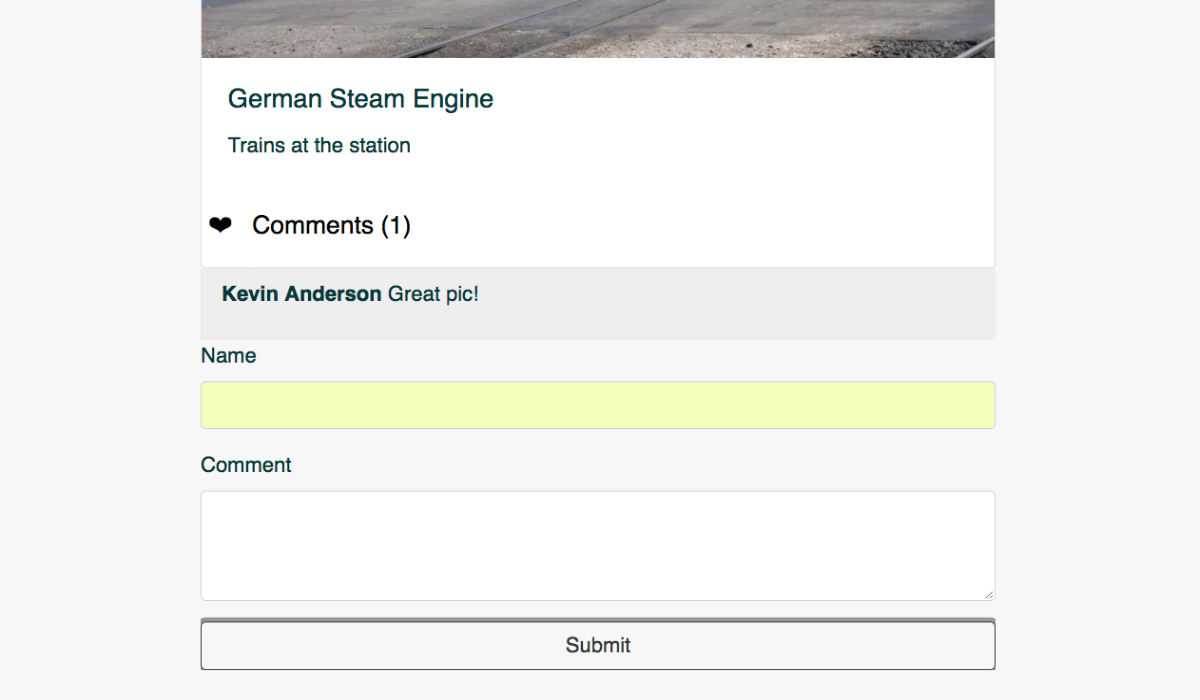 German Steam Engine
Trains at the station
❤ Comments (1)
Kevin Anderson Great pic!
Name
Comment
Submit